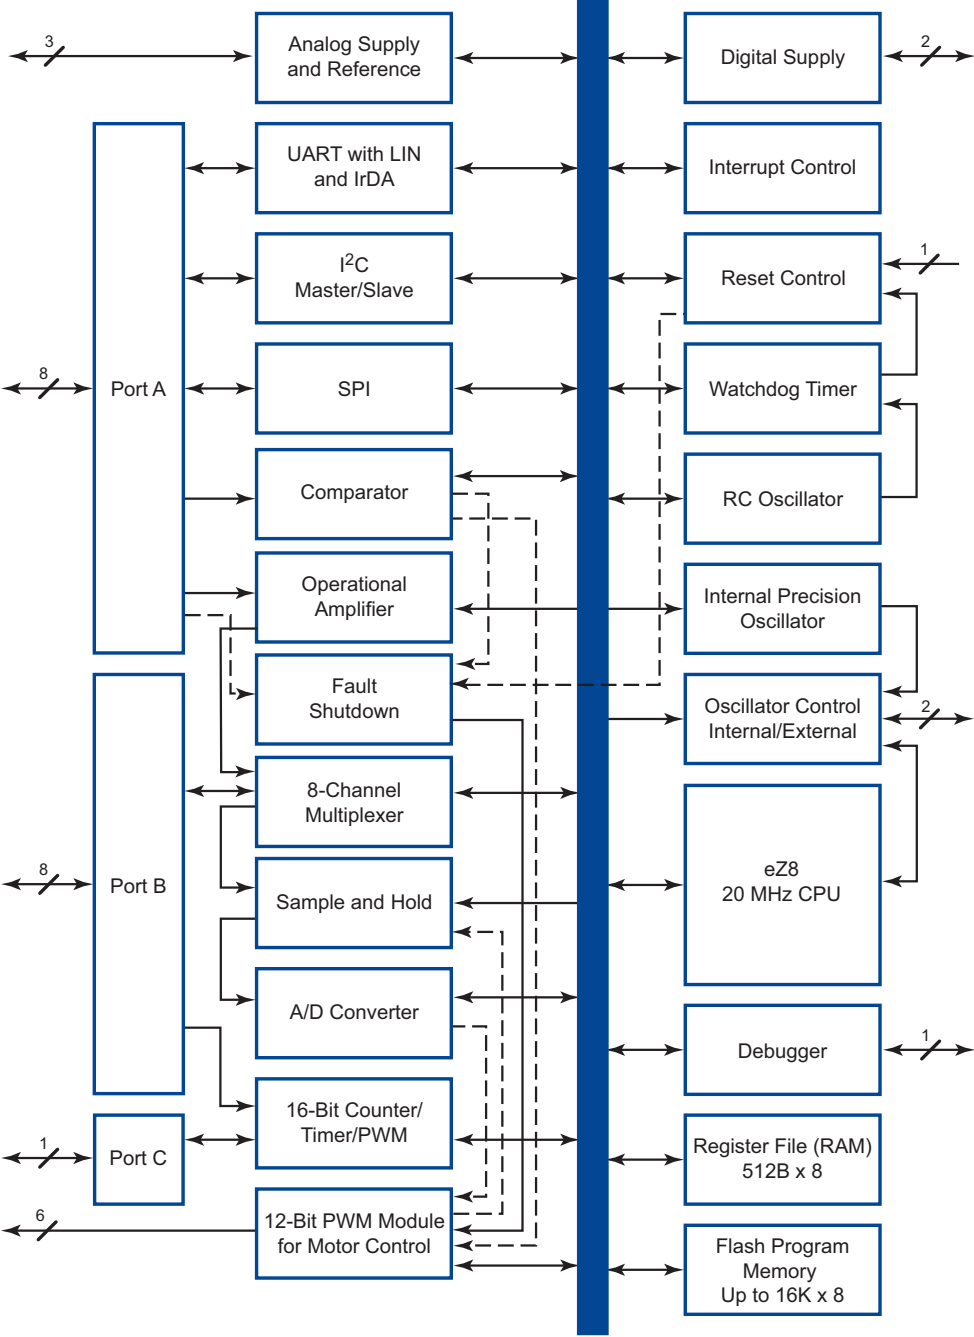 3
Analog Supply
and Reference
Digital Supply
2
UART with LIN
and IrDA
Interrupt Control
I²C
Master/Slave
Reset Control
1
8
Port A
SPI
Watchdog Timer
Comparator
RC Oscillator
Operational
Amplifier
Internal Precision
Oscillator
Fault
Shutdown
Oscillator Control
Internal/External
2
8
Port B
8-Channel
Multiplexer
eZ8
20 MHz CPU
Sample and Hold
A/D Converter
Debugger
1
1
Port C
16-Bit Counter/
Timer/PWM
Register File (RAM)
512B x 8
6
12-Bit PWM Module
for Motor Control
Flash Program
Memory
Up to 16K x 8